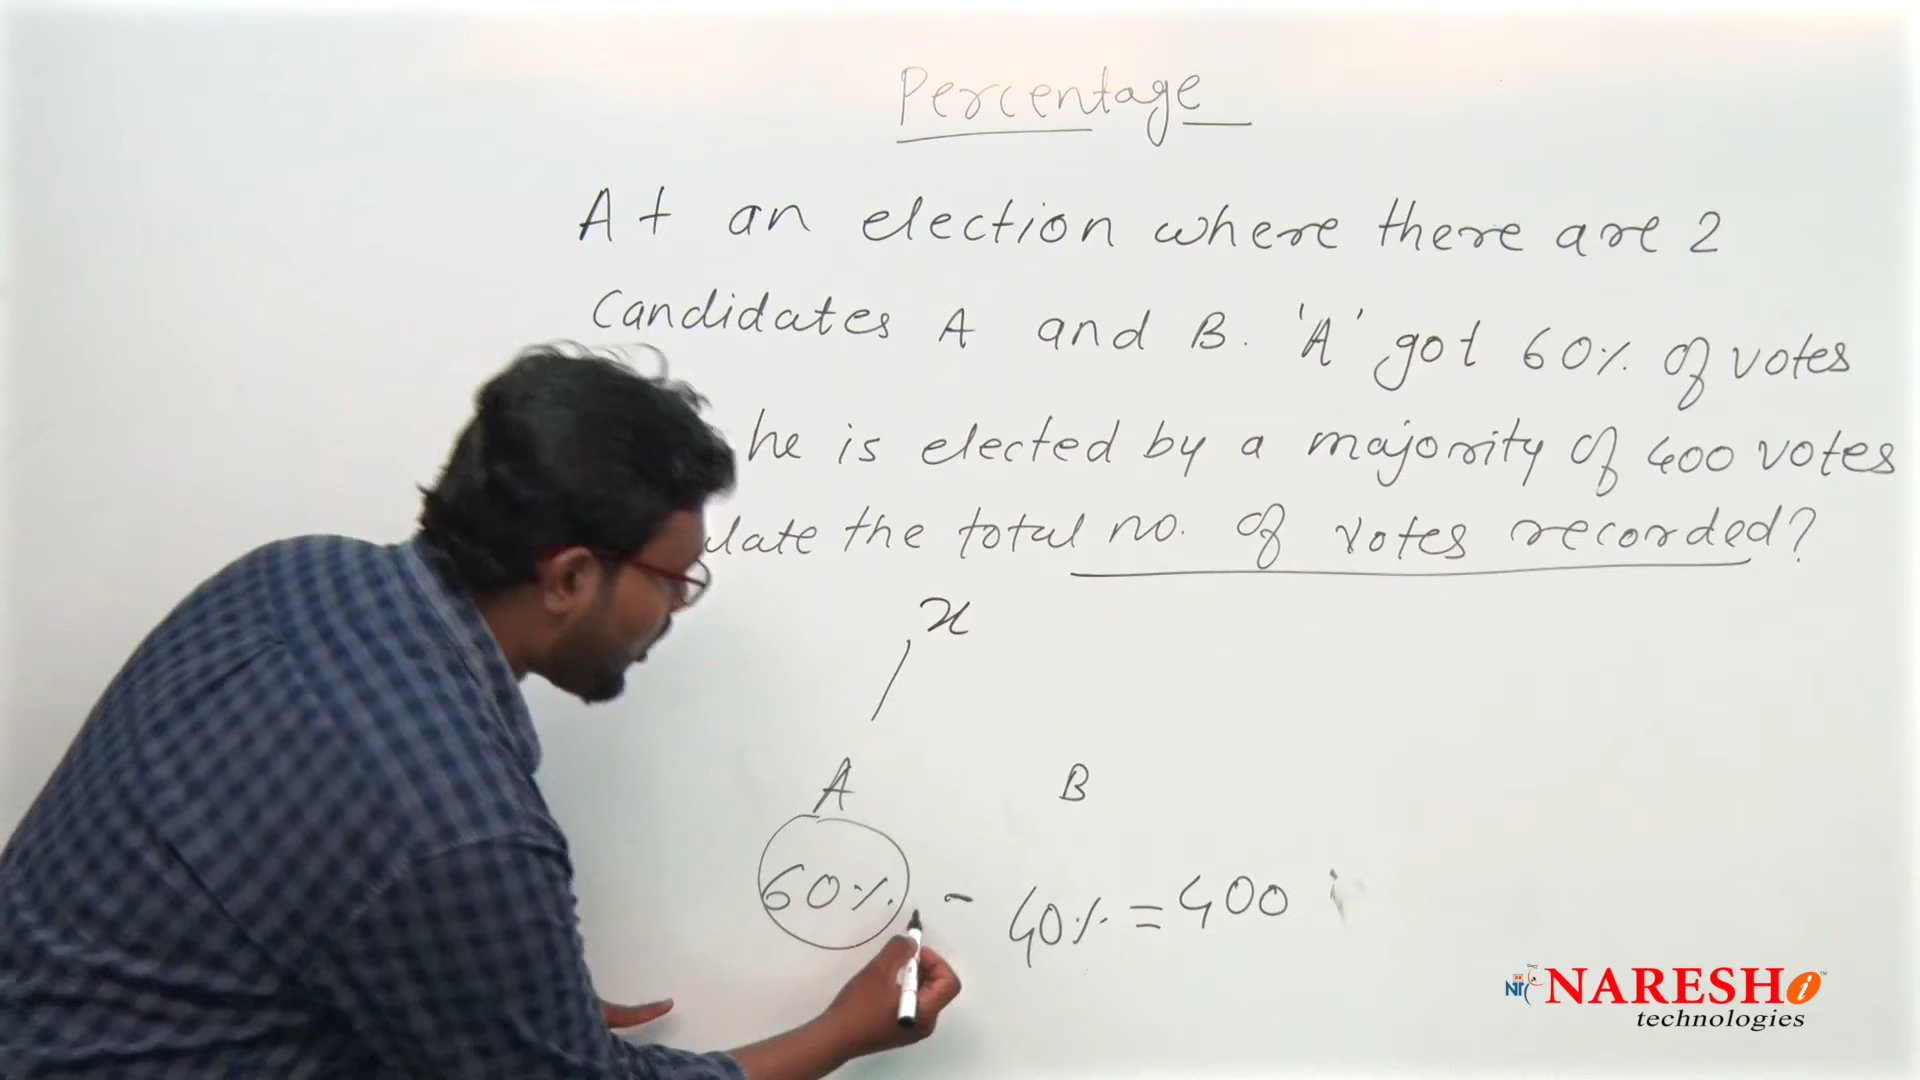 Percentage
At an election where there are 2
Candidates A and B. 'A' got 60% of votes
he is elected by a majority of 400 votes
the total no. of votes recorded?
x
A B
60% - 40% = 400
NARESH i
technologies